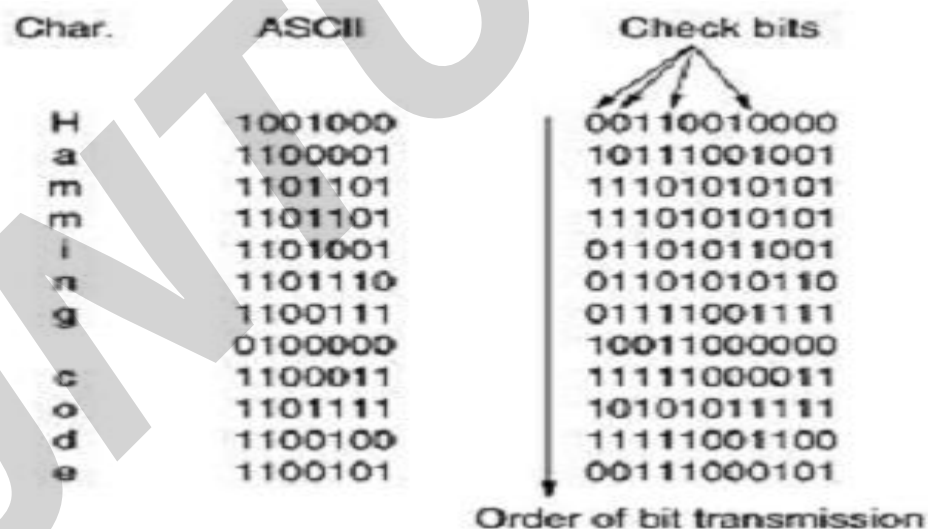 Char. ASCII Check bits
H 1001000 00110010000
a 1100001 10111001001
m 1101101 11101010101
m 1101101 11101010101
i 1101001 01101011001
n 1101110 01101010110
g 1100111 01111001111
0100000 10011000000
c 1100011 11111000011
o 1101111 10101011111
d 1100100 11111001100
e 1100101 00111000101
Order of bit transmission